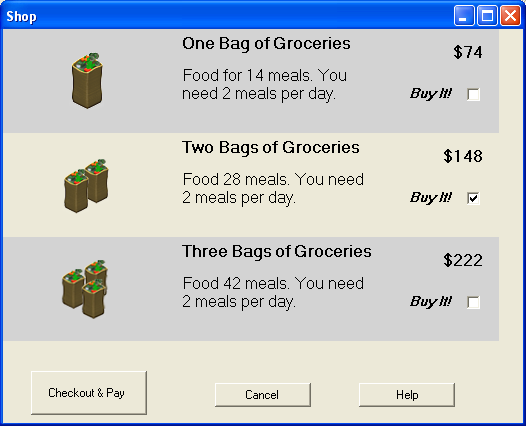 Shop
One Bag of Groceries
$74
Food for 14 meals. You
need 2 meals per day.
Buy It!
Two Bags of Groceries
$148
Food 28 meals. You need
2 meals per day.
Buy It!
Three Bags of Groceries
$222
Food 42 meals. You need
2 meals per day.
Buy It!
Checkout & Pay
Cancel
Help